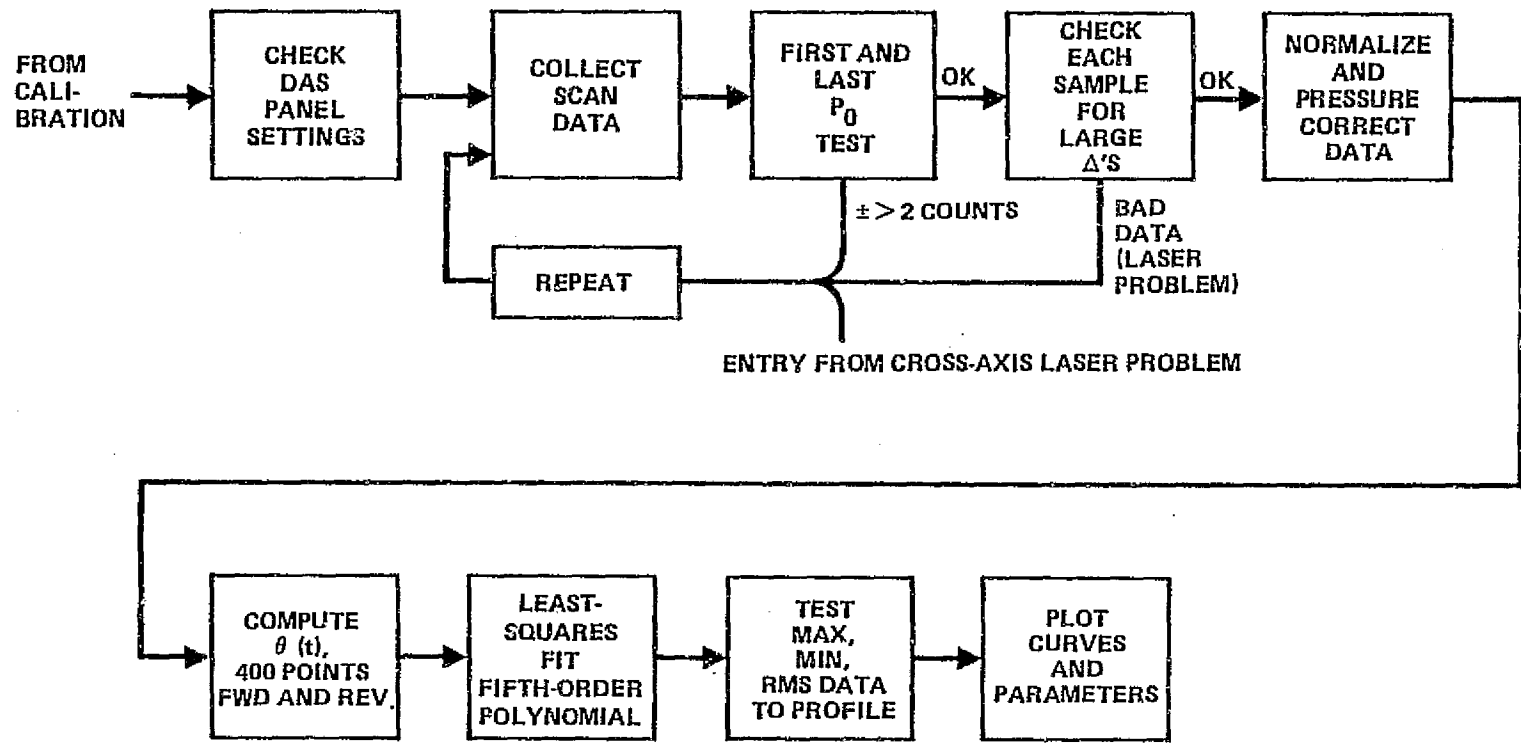 FROM
CALI-
BRATION
CHECK
DAS
PANEL
SETTINGS
COLLECT
SCAN
DATA
FIRST AND
LAST
P0
TEST
OK
CHECK
EACH
SAMPLE
FOR
LARGE
Δ'S
OK
NORMALIZE
AND
PRESSURE
CORRECT
DATA
± > 2 COUNTS
BAD
DATA
(LASER
PROBLEM)
REPEAT
ENTRY FROM CROSS-AXIS LASER PROBLEM
COMPUTE
θ (t),
400 POINTS
FWD AND REV.
LEAST-
SQUARES
FIT
FIFTH-ORDER
POLYNOMIAL
TEST
MAX,
MIN,
RMS DATA
TO PROFILE
PLOT
CURVES
AND
PARAMETERS